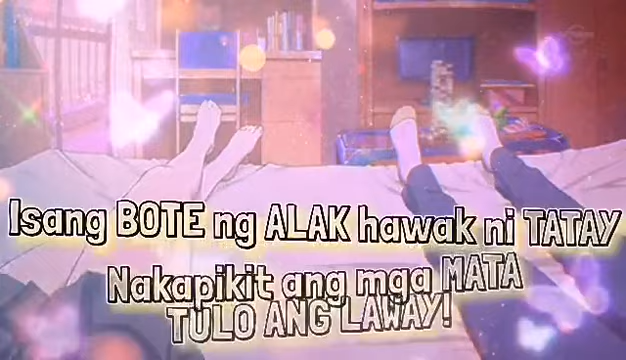 Isang BOTE ng ALAK hawak ni TATAY
Nakapikit ang mga MATA
TULO ANG LAWAY!